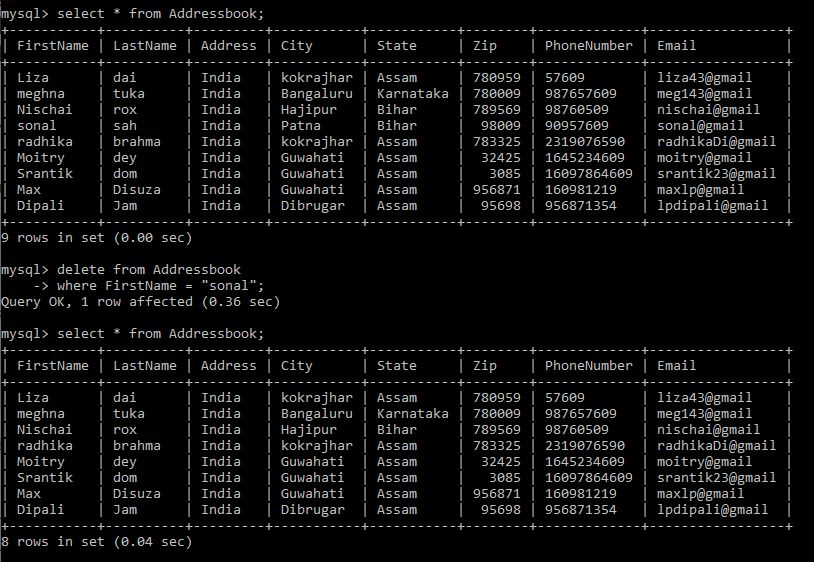 mysql> select * from Addressbook;
+-----------+----------+---------+-----------+-----------+--------+-------------+-----------------+
| FirstName | LastName | Address | City      | State     | Zip    | PhoneNumber | Email           |
+-----------+----------+---------+-----------+-----------+--------+-------------+-----------------+
| Liza      | dai      | India   | kokrajhar | Assam     | 780959 | 57609       | liza43@gmail    |
| meghna    | tuka     | India   | Bangaluru | Karnataka | 780009 | 987657609   | meg143@gmail    |
| Nischai   | rox      | India   | Hajipur   | Bihar     | 789569 | 98760509    | nischai@gmail   |
| sonal     | sah      | India   | Patna     | Bihar     |  98009 | 90957609    | sonal@gmail     |
| radhika   | brahma   | India   | kokrajhar | Assam     | 783325 | 2319076590  | radhikaDi@gmail |
| Moitry    | dey      | India   | Guwahati  | Assam     |  32425 | 1645234609  | moitry@gmail    |
| Srantik   | dom      | India   | Guwahati  | Assam     |   3085 | 16097864609 | srantik23@gmail |
| Max       | Disuza   | India   | Guwahati  | Assam     | 956871 | 160981219   | maxlp@gmail     |
| Dipali    | Jam      | India   | Dibrugar  | Assam     |  95698 | 956871354   | lpdipali@gmail  |
+-----------+----------+---------+-----------+-----------+--------+-------------+-----------------+
9 rows in set (0.00 sec)
mysql> delete from Addressbook
    -> where FirstName = "sonal";
Query OK, 1 row affected (0.36 sec)
mysql> select * from Addressbook;
+-----------+----------+---------+-----------+-----------+--------+-------------+-----------------+
| FirstName | LastName | Address | City      | State     | Zip    | PhoneNumber | Email           |
+-----------+----------+---------+-----------+-----------+--------+-------------+-----------------+
| Liza      | dai      | India   | kokrajhar | Assam     | 780959 | 57609       | liza43@gmail    |
| meghna    | tuka     | India   | Bangaluru | Karnataka | 780009 | 987657609   | meg143@gmail    |
| Nischai   | rox      | India   | Hajipur   | Bihar     | 789569 | 98760509    | nischai@gmail   |
| radhika   | brahma   | India   | kokrajhar | Assam     | 783325 | 2319076590  | radhikaDi@gmail |
| Moitry    | dey      | India   | Guwahati  | Assam     |  32425 | 1645234609  | moitry@gmail    |
| Srantik   | dom      | India   | Guwahati  | Assam     |   3085 | 16097864609 | srantik23@gmail |
| Max       | Disuza   | India   | Guwahati  | Assam     | 956871 | 160981219   | maxlp@gmail     |
| Dipali    | Jam      | India   | Dibrugar  | Assam     |  95698 | 956871354   | lpdipali@gmail  |
+-----------+----------+---------+-----------+-----------+--------+-------------+-----------------+
8 rows in set (0.04 sec)